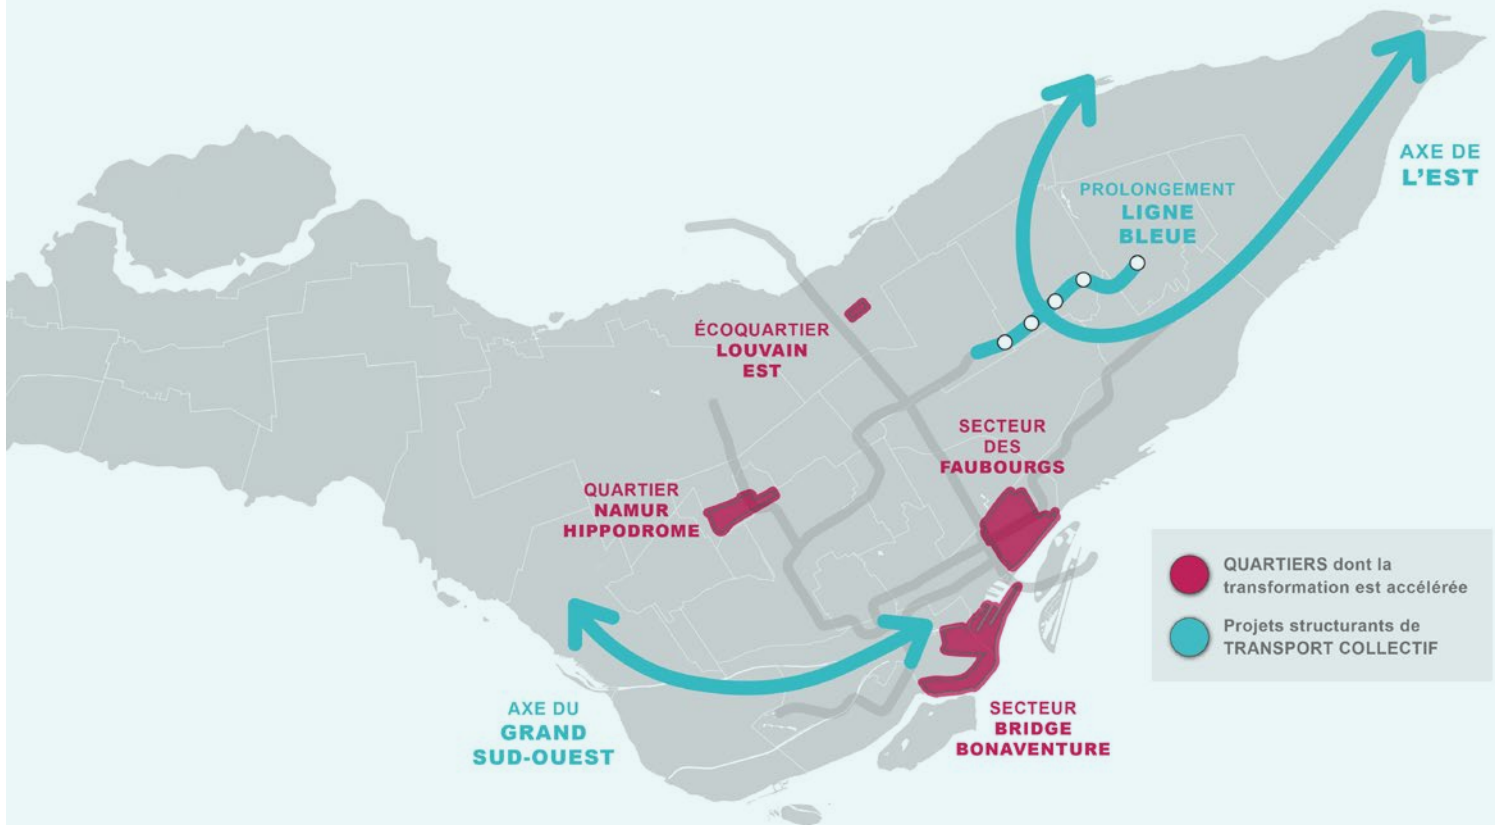 AXE DE
L'EST
PROLONGEMENT
LIGNE
BLEUE
ÉCOQUARTIER
LOUVAIN
EST
SECTEUR
DES
FAUBOURGS
QUARTIER
NAMUR
HIPPODROME
QUARTIERS dont la
transformation est accélérée
Projets structurants de
TRANSPORT COLLECTIF
AXE DU
GRAND
SUD-OUEST
SECTEUR
BRIDGE
BONAVENTURE